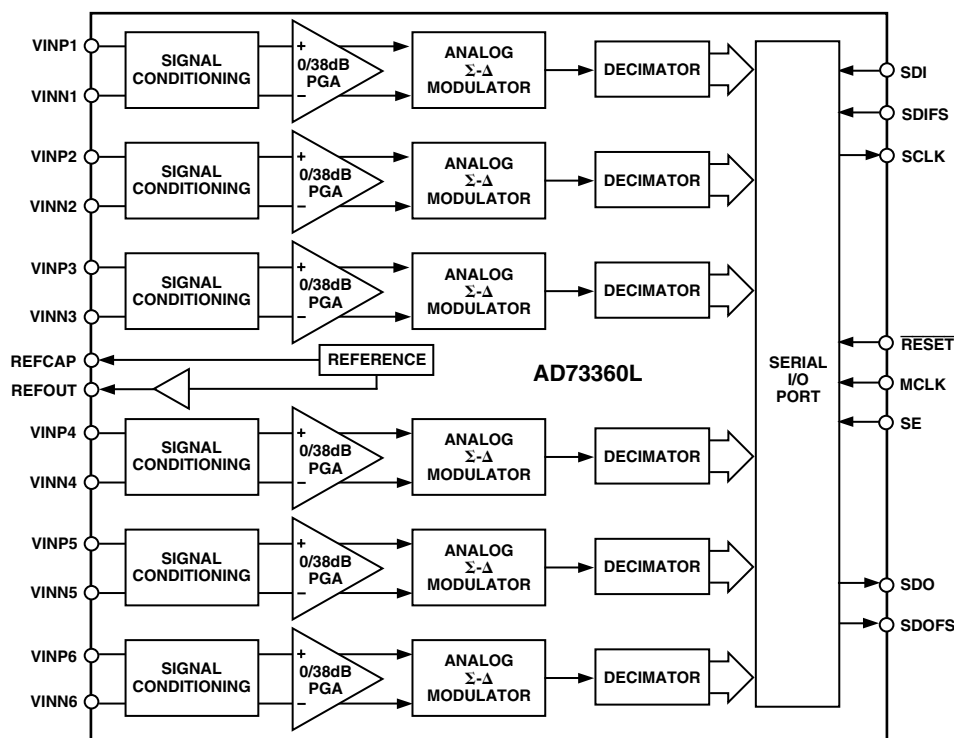 VINP1
VINN1
SIGNAL
CONDITIONING
+
0/38dB
PGA
−
ANALOG
Σ-Δ
MODULATOR
DECIMATOR
VINP2
VINN2
SIGNAL
CONDITIONING
+
0/38dB
PGA
−
ANALOG
Σ-Δ
MODULATOR
DECIMATOR
VINP3
VINN3
SIGNAL
CONDITIONING
+
0/38dB
PGA
−
ANALOG
Σ-Δ
MODULATOR
DECIMATOR
REFCAP
REFOUT
REFERENCE
AD73360L
VINP4
VINN4
SIGNAL
CONDITIONING
+
0/38dB
PGA
−
ANALOG
Σ-Δ
MODULATOR
DECIMATOR
VINP5
VINN5
SIGNAL
CONDITIONING
+
0/38dB
PGA
−
ANALOG
Σ-Δ
MODULATOR
DECIMATOR
VINP6
VINN6
SIGNAL
CONDITIONING
+
0/38dB
PGA
−
ANALOG
Σ-Δ
MODULATOR
DECIMATOR
SERIAL
I/O
PORT
SDI
SDIFS
SCLK
RESET
MCLK
SE
SDO
SDOFS